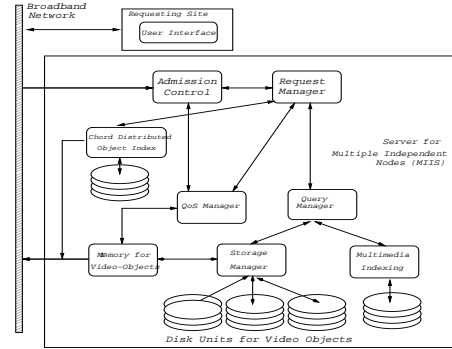 Broadband
Network
Requesting Site
User Interface
Admission
Control
Request
Manager
Chord Distributed
Object Index
Server for
Multiple Independent
Nodes (MIIS)
QoS Manager
Query
Manager
Memory for
Video-Objects
Storage
Manager
Multimedia
Indexing
Disk Units for Video Objects